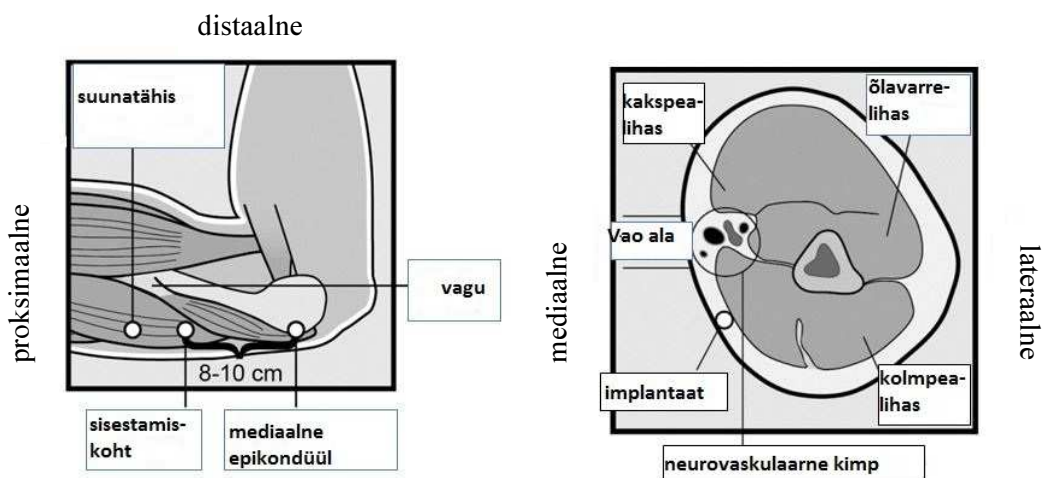 distaalne
proksimaalne
suunatähis
vagu
8-10 cm
sisestamis-
koht
mediaalne
epikondüül
mediaalne
lateraalne
kakspea-
lihas
õlavarre-
lihas
Vao ala
implantaat
kolmpea-
lihas
neurovaskulaarne kimp